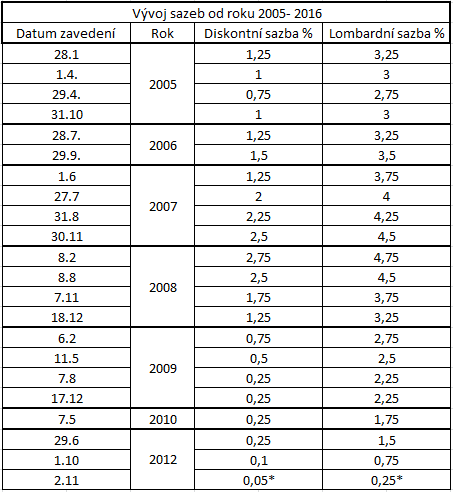 Vývoj sazeb od roku 2005- 2016
Datum zavedení Rok Diskontní sazba % Lombardní sazba %
28.1 2005 1,25 3,25
1.4. 1 3
29.4. 0,75 2,75
31.10 1 3
28.7. 2006 1,25 3,25
29.9. 1,5 3,5
1.6 2007 1,25 3,75
27.7 2 4
31.8 2,25 4,25
30.11 2,5 4,5
8.2 2008 2,75 4,75
8.8 2,5 4,5
7.11 1,75 3,75
18.12 1,25 3,25
6.2 2009 0,75 2,75
11.5 0,5 2,5
7.8 0,25 2,25
17.12 0,25 2,25
7.5 2010 0,25 1,75
29.6 2012 0,25 1,5
1.10 0,1 0,75
2.11 0,05* 0,25*